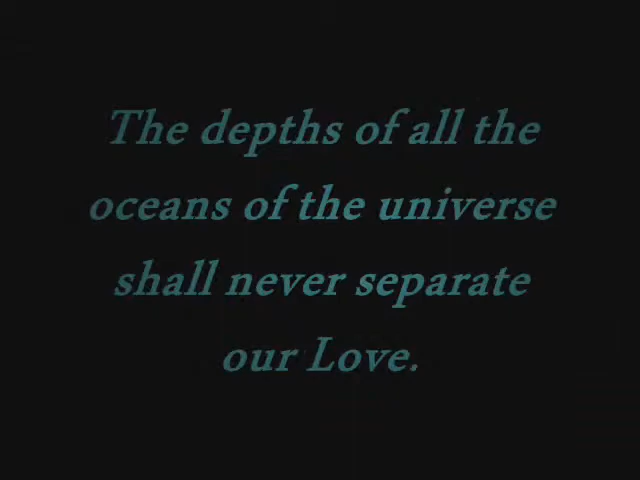 The depths of all the
oceans of the universe
shall never separate
our Love.